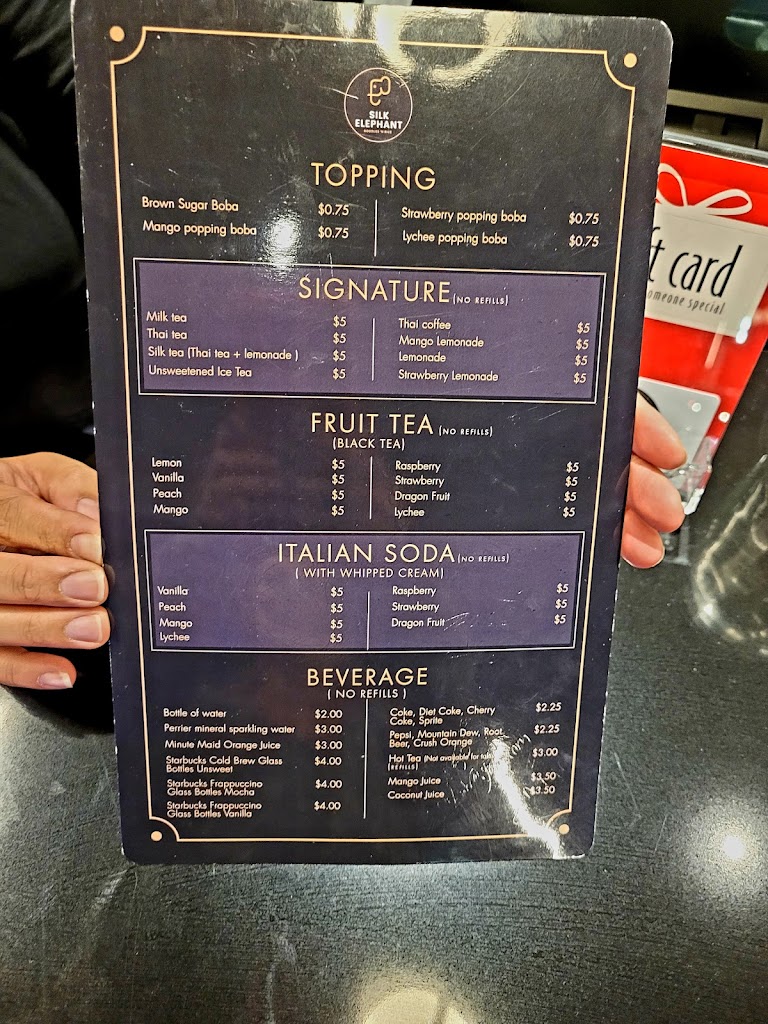 SILK
ELEPHANT
NOODLES WINGS
TOPPING
Brown Sugar Boba $0.75
Mango popping boba $0.75
Strawberry popping boba $0.75
Lychee popping boba $0.75
SIGNATURE (NO REFILLS)
Milk tea $5
Thai tea $5
Silk tea (Thai tea + lemonade ) $5
Unsweetened Ice Tea $5
Thai coffee $5
Mango Lemonade $5
Lemonade $5
Strawberry Lemonade $5
FRUIT TEA (NO REFILLS)
(BLACK TEA)
Lemon $5
Vanilla $5
Peach $5
Mango $5
Raspberry $5
Strawberry $5
Dragon Fruit $5
Lychee $5
ITALIAN SODA (NO REFILLS)
( WITH WHIPPED CREAM)
Vanilla $5
Peach $5
Mango $5
Lychee $5
Raspberry $5
Strawberry $5
Dragon Fruit $5
BEVERAGE
( NO REFILLS )
Bottle of water $2.00
Perrier mineral sparkling water $3.00
Minute Maid Orange Juice $3.00
Starbucks Cold Brew Glass $4.00
Bottles Unsweet
Starbucks Frappuccino $4.00
Glass Bottles Mocha
Starbucks Frappuccino $4.00
Glass Bottles Vanilla
Coke, Diet Coke, Cherry $2.25
Coke, Sprite
Pepsi, Mountain Dew, Root $2.25
Beer, Crush Orange
Hot Tea (Not available for $3.00
(REFILLS)
Mango Juice $3.50
Coconut Juice $3.50
card
someone special